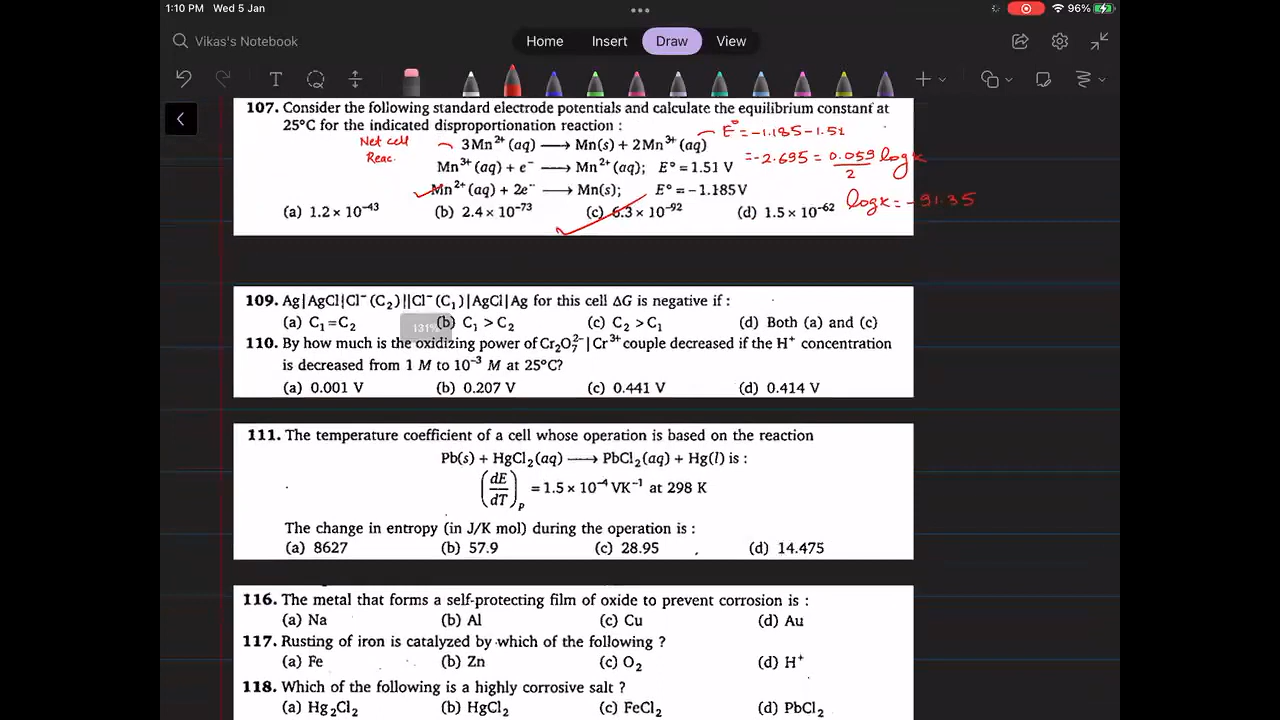 1:10 PM Wed 5 Jan
96%
Vikas's Notebook
Home Insert Draw View
107. Consider the following standard electrode potentials and calculate the equilibrium constant at
25°C for the indicated disproportionation reaction :
Net cell
Reac.
3Mn²⁺(aq) ⟶ Mn(s) + 2Mn³⁺(aq)
E° = -1.185 - 1.51
Mn³⁺(aq) + e⁻ ⟶ Mn²⁺(aq); E° = 1.51 V
= -2.695 = 0.059/2 log K
Mn²⁺(aq) + 2e⁻ ⟶ Mn(s); E° = −1.185 V
log K = -91.35
(a) 1.2 × 10⁻⁴³ (b) 2.4 × 10⁻⁷³ (c) 6.3 × 10⁻⁹² (d) 1.5 × 10⁻⁶²
109. Ag|AgCl|Cl⁻(C₂)||Cl⁻(C₁)|AgCl|Ag for this cell ΔG is negative if :
(a) C₁ = C₂ (b) C₁ > C₂ (c) C₂ > C₁ (d) Both (a) and (c)
131%
110. By how much is the oxidizing power of Cr₂O₇²⁻|Cr³⁺ couple decreased if the H⁺ concentration
is decreased from 1 M to 10⁻³ M at 25°C?
(a) 0.001 V (b) 0.207 V (c) 0.441 V (d) 0.414 V
111. The temperature coefficient of a cell whose operation is based on the reaction
Pb(s) + HgCl₂(aq) ⟶ PbCl₂(aq) + Hg(l) is :
(dE/dT)ₚ = 1.5 × 10⁻⁴ VK⁻¹ at 298 K
The change in entropy (in J/K mol) during the operation is :
(a) 8627 (b) 57.9 (c) 28.95 (d) 14.475
116. The metal that forms a self-protecting film of oxide to prevent corrosion is :
(a) Na (b) Al (c) Cu (d) Au
117. Rusting of iron is catalyzed by which of the following ?
(a) Fe (b) Zn (c) O₂ (d) H⁺
118. Which of the following is a highly corrosive salt ?
(a) Hg₂Cl₂ (b) HgCl₂ (c) FeCl₂ (d) PbCl₂